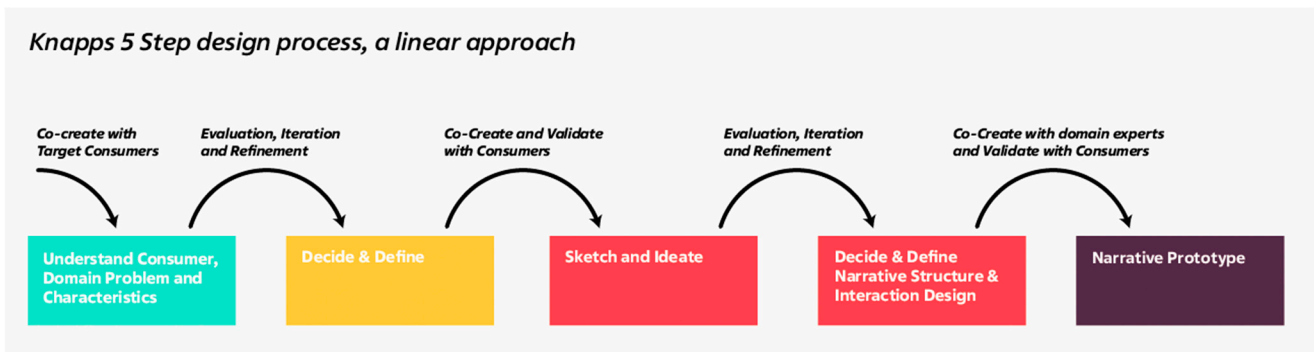 Knapps 5 Step design process, a linear approach
Co-create with
Target Consumers
Evaluation, Iteration
and Refinement
Co-Create and Validate
with Consumers
Evaluation, Iteration
and Refinement
Co-Create with domain experts
and Validate with Consumers
Understand Consumer,
Domain Problem and
Characteristics
Decide & Define
Sketch and Ideate
Decide & Define
Narrative Structure &
Interaction Design
Narrative Prototype